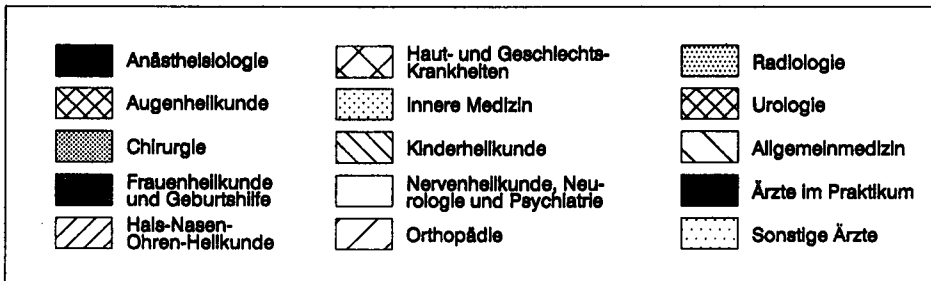 Anästheisiologie
Augenheilkunde
Chirurgie
Frauenheilkunde
und Geburtshilfe
Hals-Nasen-
Ohren-Heilkunde
Haut- und Geschlechts-
Krankheiten
Innere Medizin
Kinderheilkunde
Nervenheilkunde, Neu-
rologie und Psychiatrie
Orthopädie
Radiologie
Urologie
Allgemeinmedizin
Ärzte im Praktikum
Sonstige Ärzte